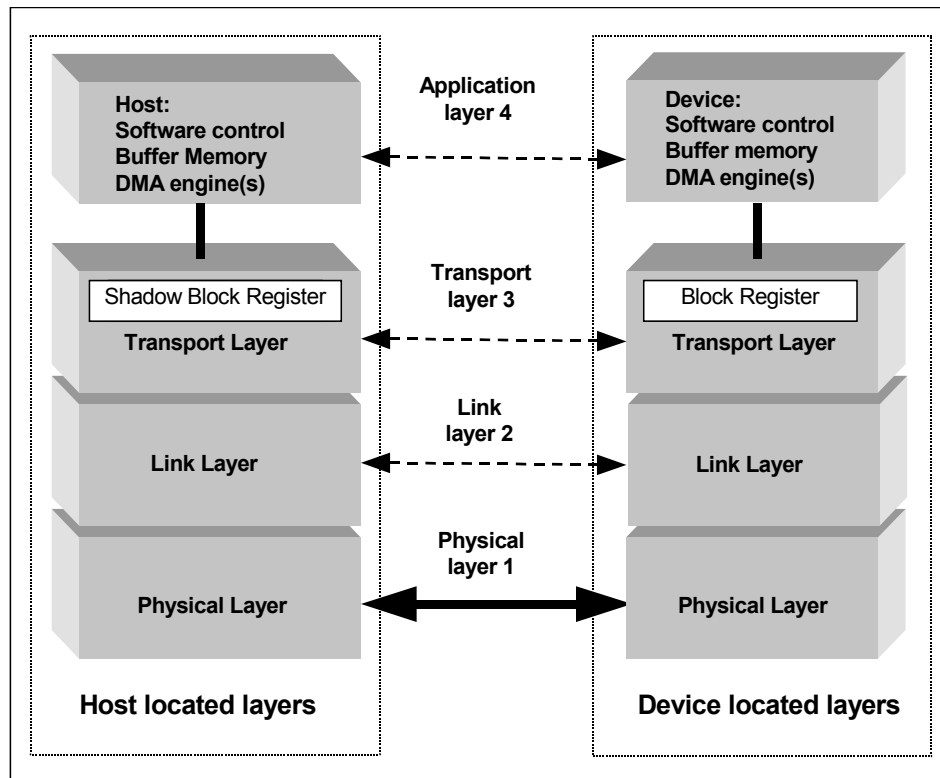 Host:
Software control
Buffer Memory
DMA engine(s)
Application
layer 4
Device:
Software control
Buffer memory
DMA engine(s)
Shadow Block Register
Transport Layer
Transport
layer 3
Block Register
Transport Layer
Link Layer
Link
layer 2
Link Layer
Physical Layer
Physical
layer 1
Physical Layer
Host located layers
Device located layers